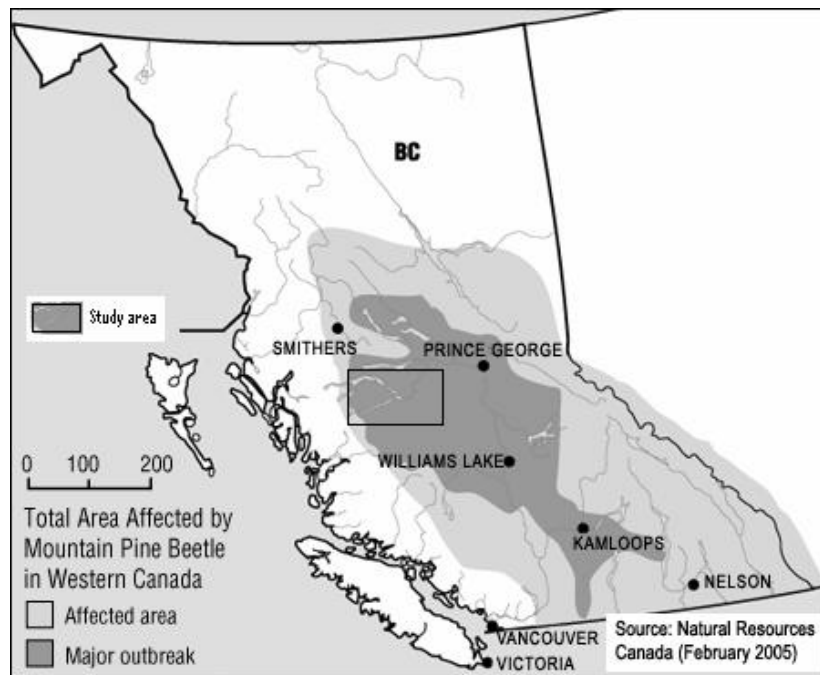 BC
Study area
SMITHERS
PRINCE GEORGE
WILLIAMS LAKE
0 100 200
KAMLOOPS
Total Area Affected by
Mountain Pine Beetle
in Western Canada
NELSON
Affected area
Major outbreak
VANCOUVER
VICTORIA
Source: Natural Resources
Canada (February 2005)